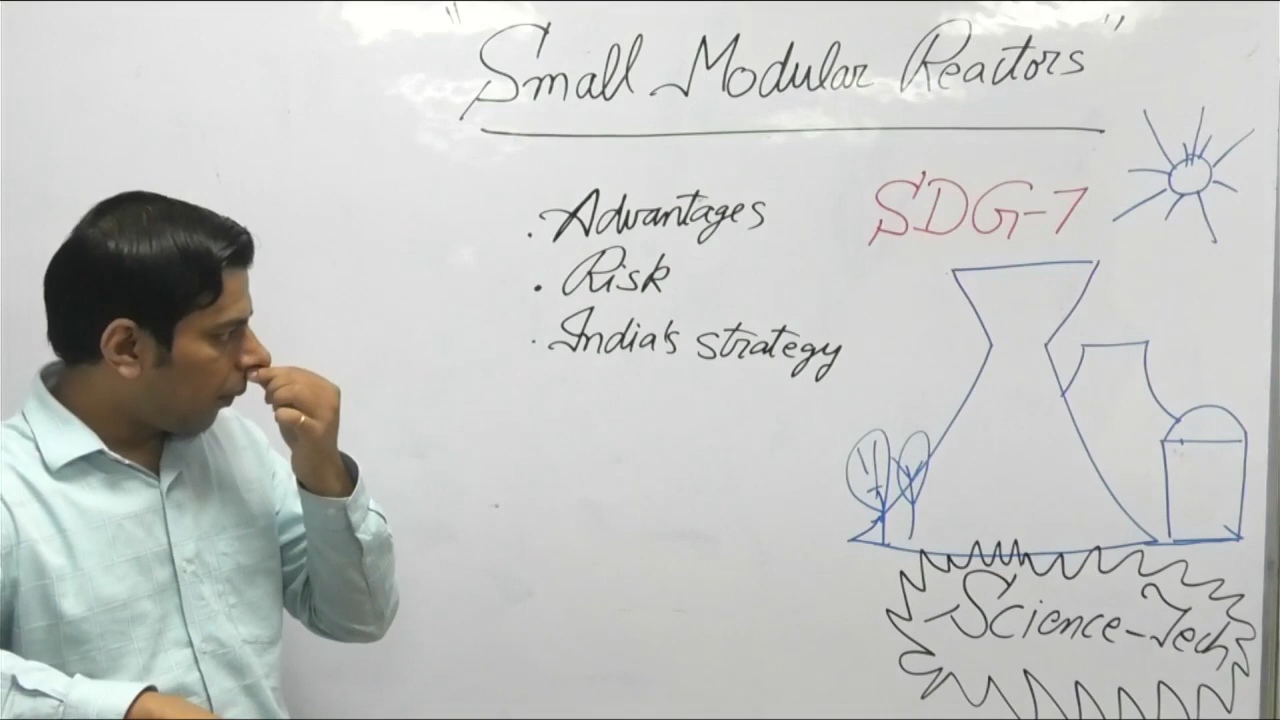 "Small Modular Reactors"
. Advantages
SDG-7
. Risk
. India's strategy
Science-Tech